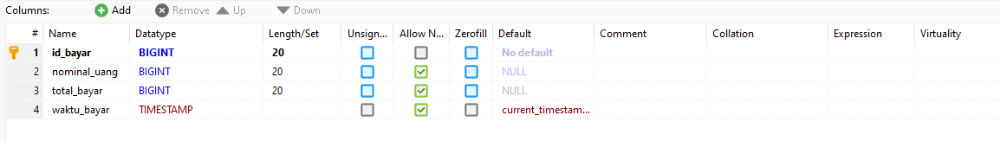 Columns: Add Remove Up Down
# Name Datatype Length/Set Unsign... Allow N... Zerofill Default Comment Collation Expression Virtuality
1 id_bayar BIGINT 20 No default
2 nominal_uang BIGINT 20 NULL
3 total_bayar BIGINT 20 NULL
4 waktu_bayar TIMESTAMP current_timestam...